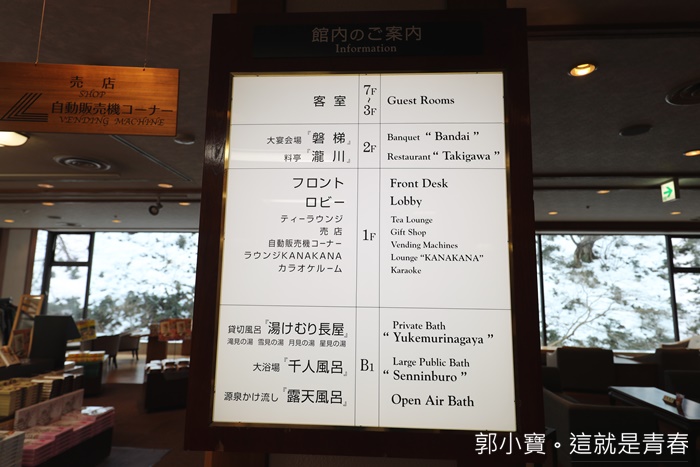 売店
SHOP
自動販売機コーナー
VENDING MACHINE
館内のご案内
Information
客室 7F～3F Guest Rooms
大宴会場『磐梯』 Banquet “ Bandai ”
2F
料亭『瀧川』 Restaurant “ Takigawa ”
フロント Front Desk
ロビー Lobby
ティーラウンジ Tea Lounge
売店 Gift Shop
1F
自動販売機コーナー Vending Machines
ラウンジKANAKANA Lounge “KANAKANA”
カラオケルーム Karaoke
貸切風呂『湯けむり長屋』 Private Bath
滝見の湯 雪見の湯 月見の湯 星見の湯 “ Yukemurinagaya ”
大浴場『千人風呂』 B1 Large Public Bath
“ Senninburo ”
源泉かけ流し『露天風呂』 Open Air Bath
郭小寶。這就是青春